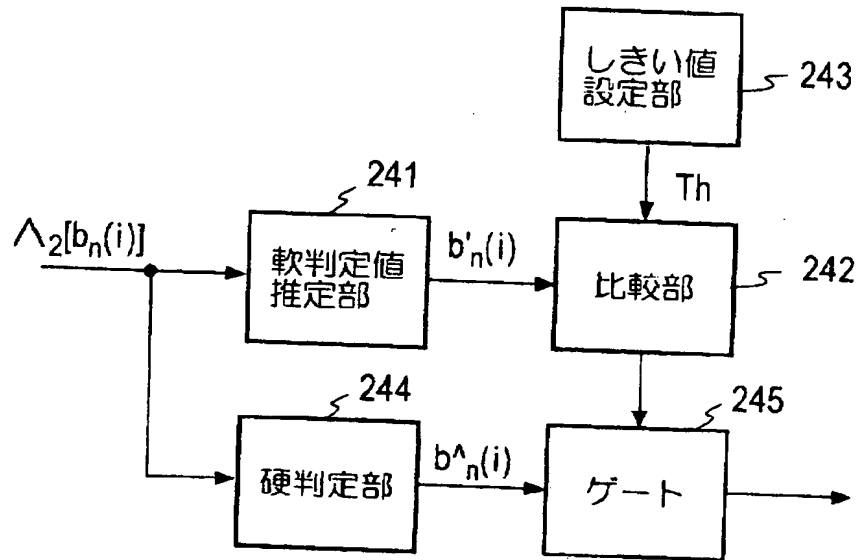 しきい値
設定部
243
Th
241
Λ₂[bₙ(i)]
軟判定値
推定部
b'ₙ(i)
比較部
242
244
硬判定部
b^ₙ(i)
245
ゲート